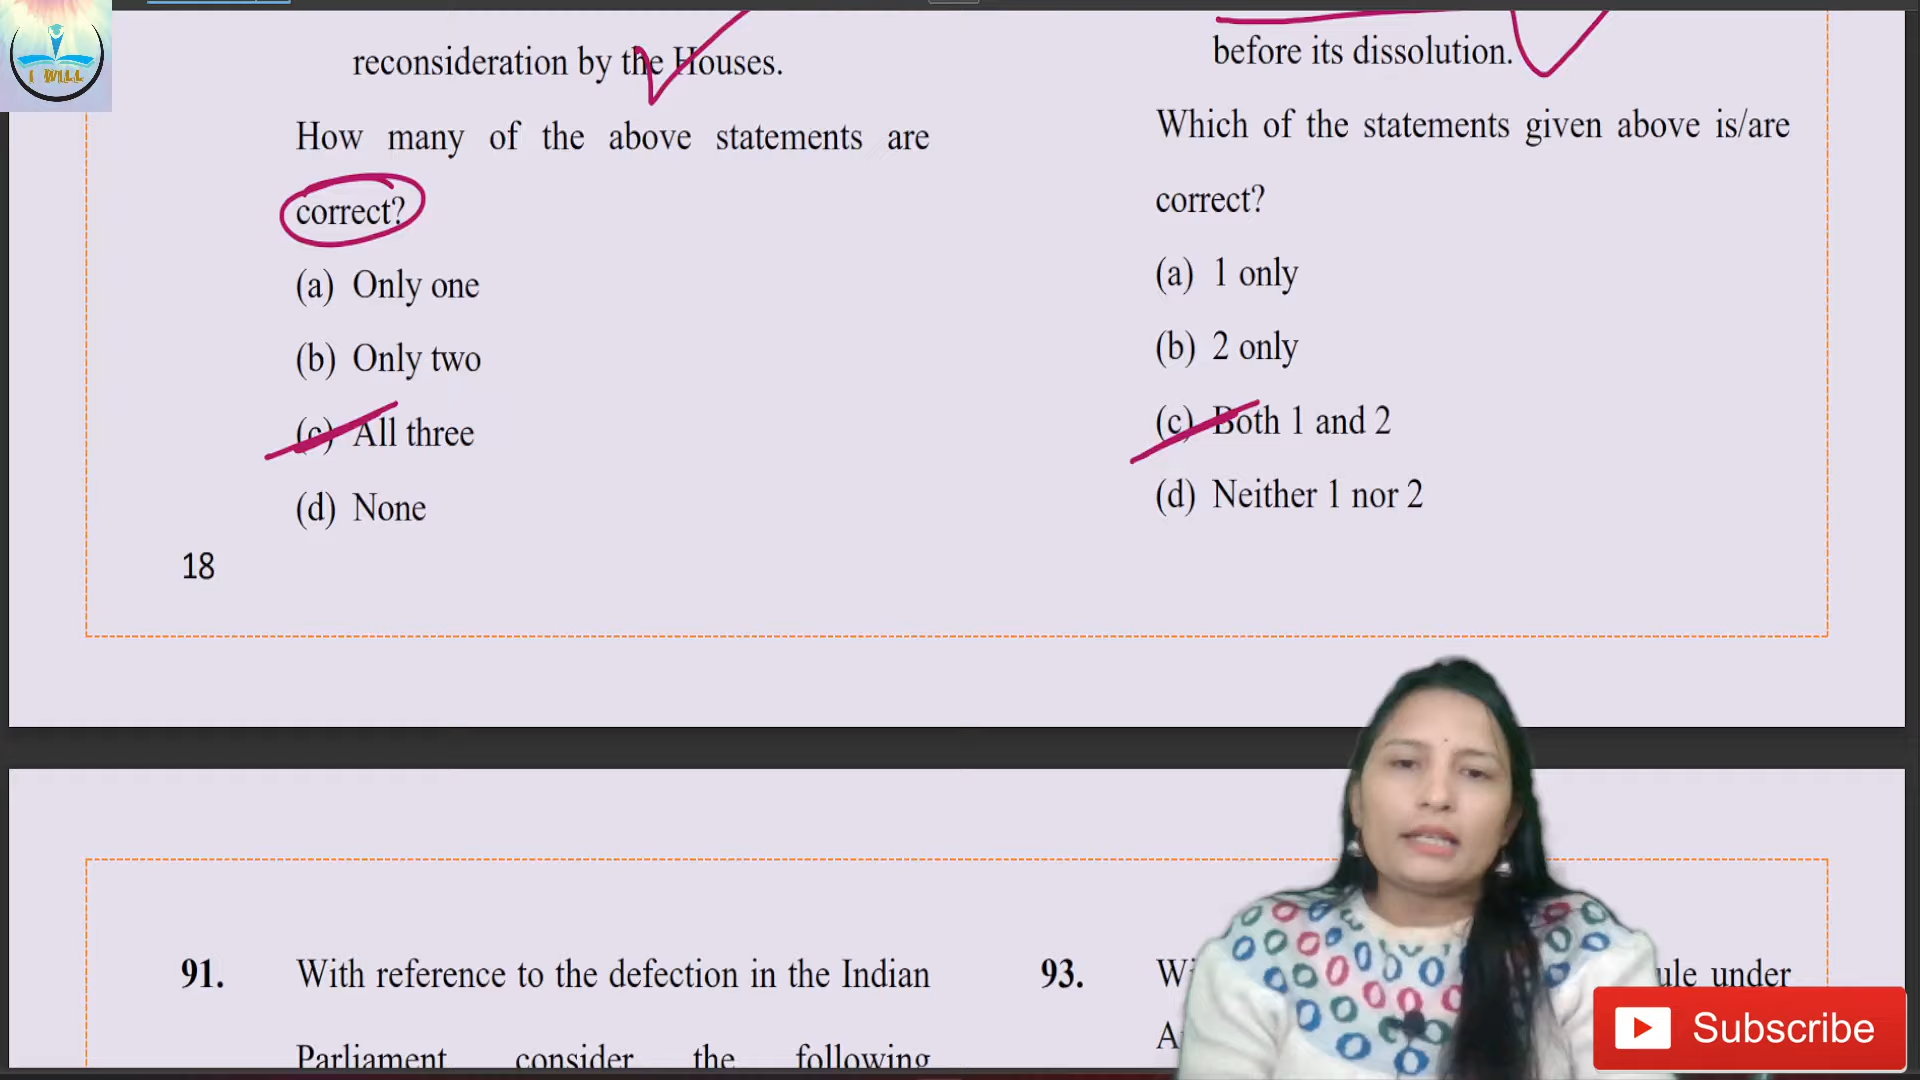 I WILL
reconsideration by the Houses.
How many of the above statements are
correct?
(a) Only one
(b) Only two
(c) All three
(d) None
18
before its dissolution.
Which of the statements given above is/are
correct?
(a) 1 only
(b) 2 only
(c) Both 1 and 2
(d) Neither 1 nor 2
91. With reference to the defection in the Indian
Parliament consider the following
93.
ule under
Subscribe